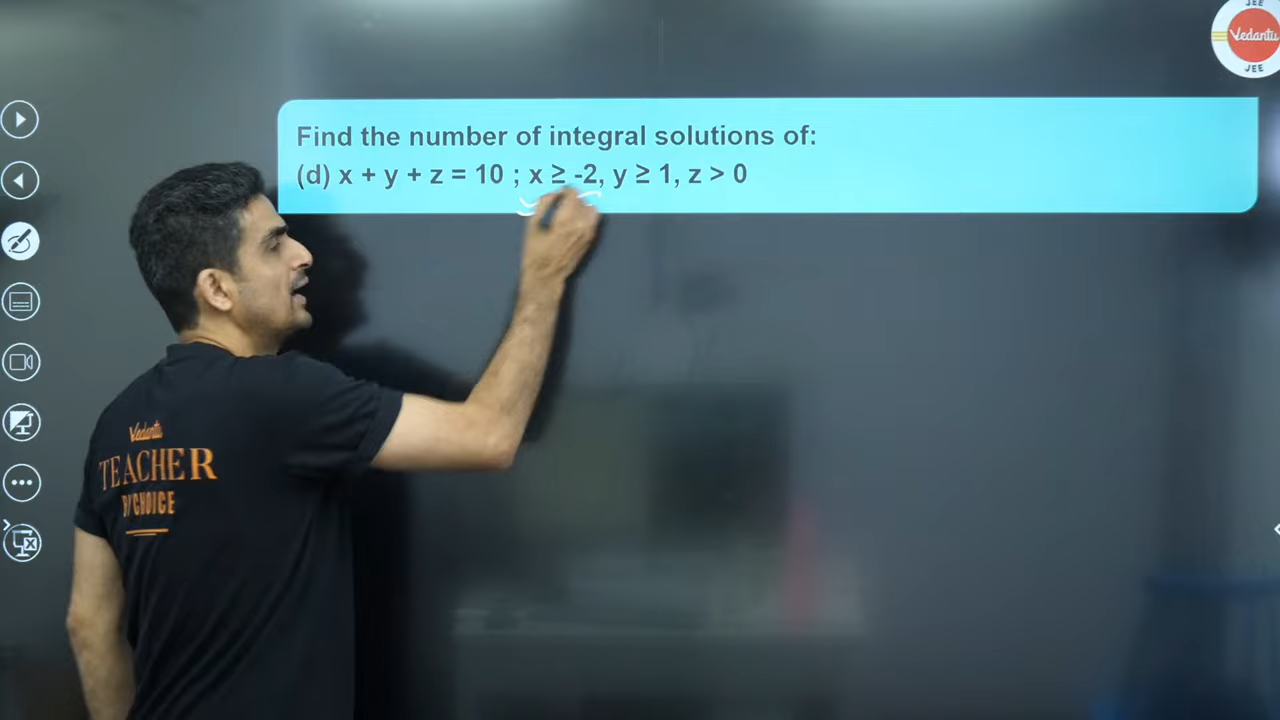 JEE
Vedantu
JEE
Find the number of integral solutions of:
(d) x + y + z = 10 ; x ≥ -2, y ≥ 1, z > 0
Vedantu
TEACHER
BY CHOICE